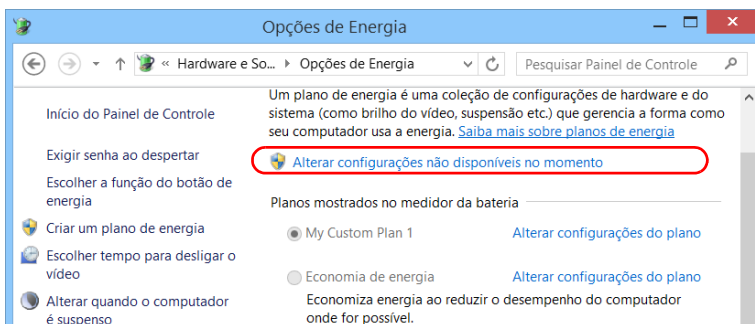 Opções de Energia
« Hardware e So... Opções de Energia
Pesquisar Painel de Controle
Início do Painel de Controle
Exigir senha ao despertar
Escolher a função do botão de
energia
Criar um plano de energia
Escolher tempo para desligar o
vídeo
Alterar quando o computador
é suspenso
Um plano de energia é uma coleção de configurações de hardware e do
sistema (como brilho do vídeo, suspensão etc.) que gerencia a forma como
seu computador usa a energia. Saiba mais sobre planos de energia
Alterar configurações não disponíveis no momento
Planos mostrados no medidor da bateria
My Custom Plan 1 Alterar configurações do plano
Economia de energia Alterar configurações do plano
Economiza energia ao reduzir o desempenho do computador
onde for possível.